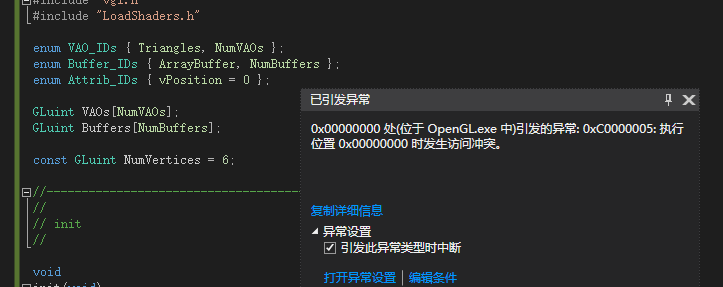 #include "vgl.h"
#include "LoadShaders.h"
enum VAO_IDs { Triangles, NumVAOs };
enum Buffer_IDs { ArrayBuffer, NumBuffers };
enum Attrib_IDs { vPosition = 0 };
GLuint VAOs[NumVAOs];
GLuint Buffers[NumBuffers];
const GLuint NumVertices = 6;
//------------------------------------
//
// init
//
void
init(void)
已引发异常
0x00000000 处(位于 OpenGL.exe 中)引发的异常: 0xC0000005: 执行
位置 0x00000000 时发生访问冲突。
复制详细信息
异常设置
引发此异常类型时中断
打开异常设置 | 编辑条件